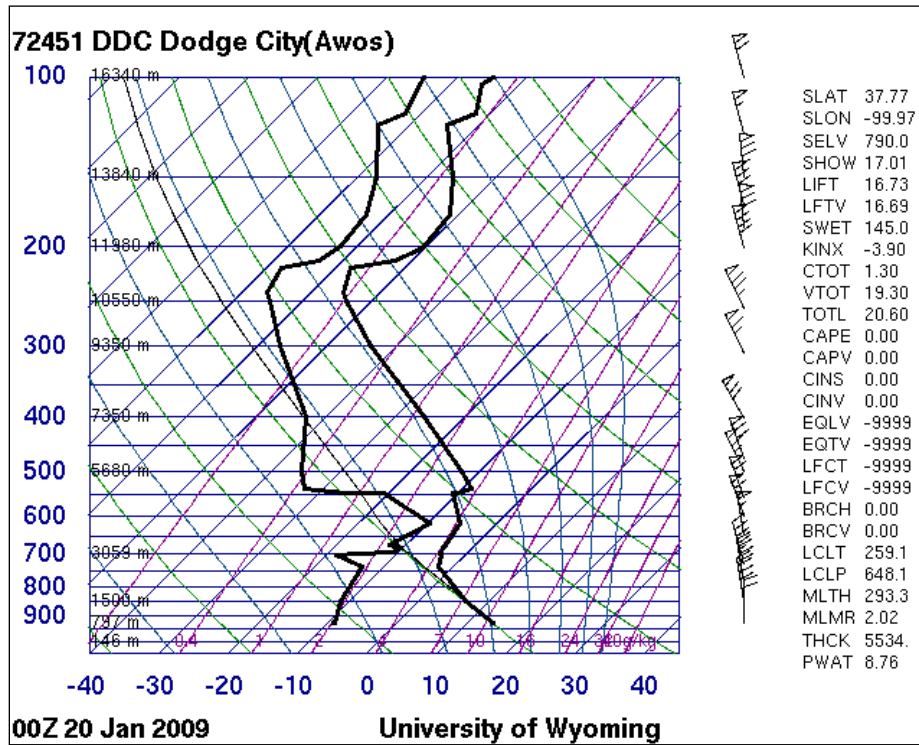 72451 DDC Dodge City(Awos)
100 16340 m
13840 m
200 11980 m
10550 m
300 9350 m
400 7350 m
500 5680 m
600
700 3059 m
800
1500 m
900 797 m
146 m 0.4 1 2 4 7 10 16 24 32 40g/kg
-40 -30 -20 -10 0 10 20 30 40
00Z 20 Jan 2009 University of Wyoming
SLAT 37.77
SLON -99.97
SELV 790.0
SHOW 17.01
LIFT 16.73
LFTV 16.69
SWET 145.0
KINX -3.90
CTOT 1.30
VTOT 19.30
TOTL 20.60
CAPE 0.00
CAPV 0.00
CINS 0.00
CINV 0.00
EQLV -9999
EQTV -9999
LFCT -9999
LFCV -9999
BRCH 0.00
BRCV 0.00
LCLT 259.1
LCLP 648.1
MLTH 293.3
MLMR 2.02
THCK 5534.
PWAT 8.76